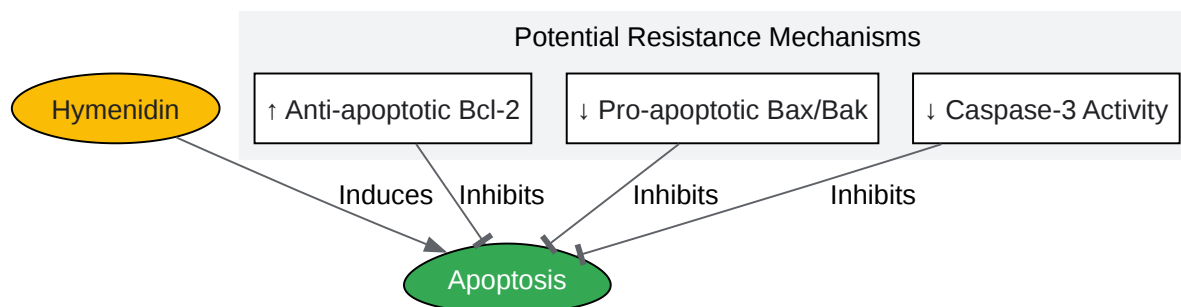 Potential Resistance Mechanisms
Hymenidin
↑ Anti-apoptotic Bcl-2
↓ Pro-apoptotic Bax/Bak
↓ Caspase-3 Activity
Induces
Inhibits
Inhibits
Inhibits
Apoptosis